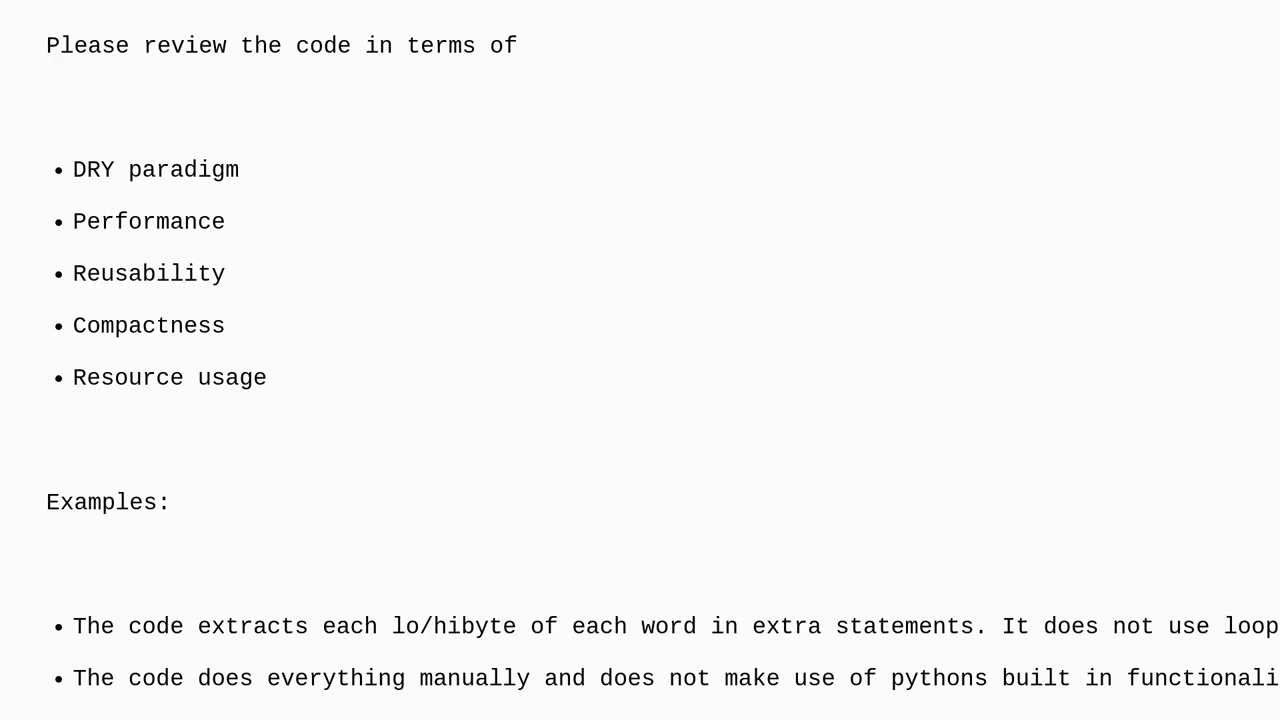 Please review the code in terms of
• DRY paradigm
• Performance
• Reusability
• Compactness
• Resource usage
Examples:
• The code extracts each lo/hibyte of each word in extra statements. It does not use loop
• The code does everything manually and does not make use of pythons built in functionali